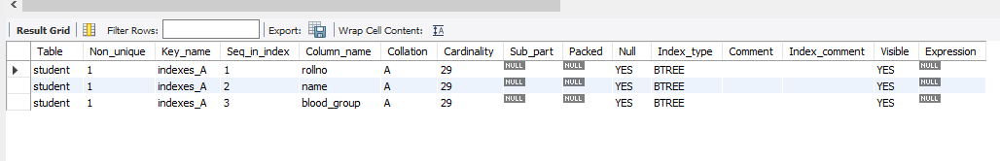 Result Grid Filter Rows: Export: Wrap Cell Content:
Table Non_unique Key_name Seq_in_index Column_name Collation Cardinality Sub_part Packed Null Index_type Comment Index_comment Visible Expression
student 1 indexes_A 1 rollno A 29 NULL NULL YES BTREE YES NULL
student 1 indexes_A 2 name A 29 NULL NULL YES BTREE YES NULL
student 1 indexes_A 3 blood_group A 29 NULL NULL YES BTREE YES NULL